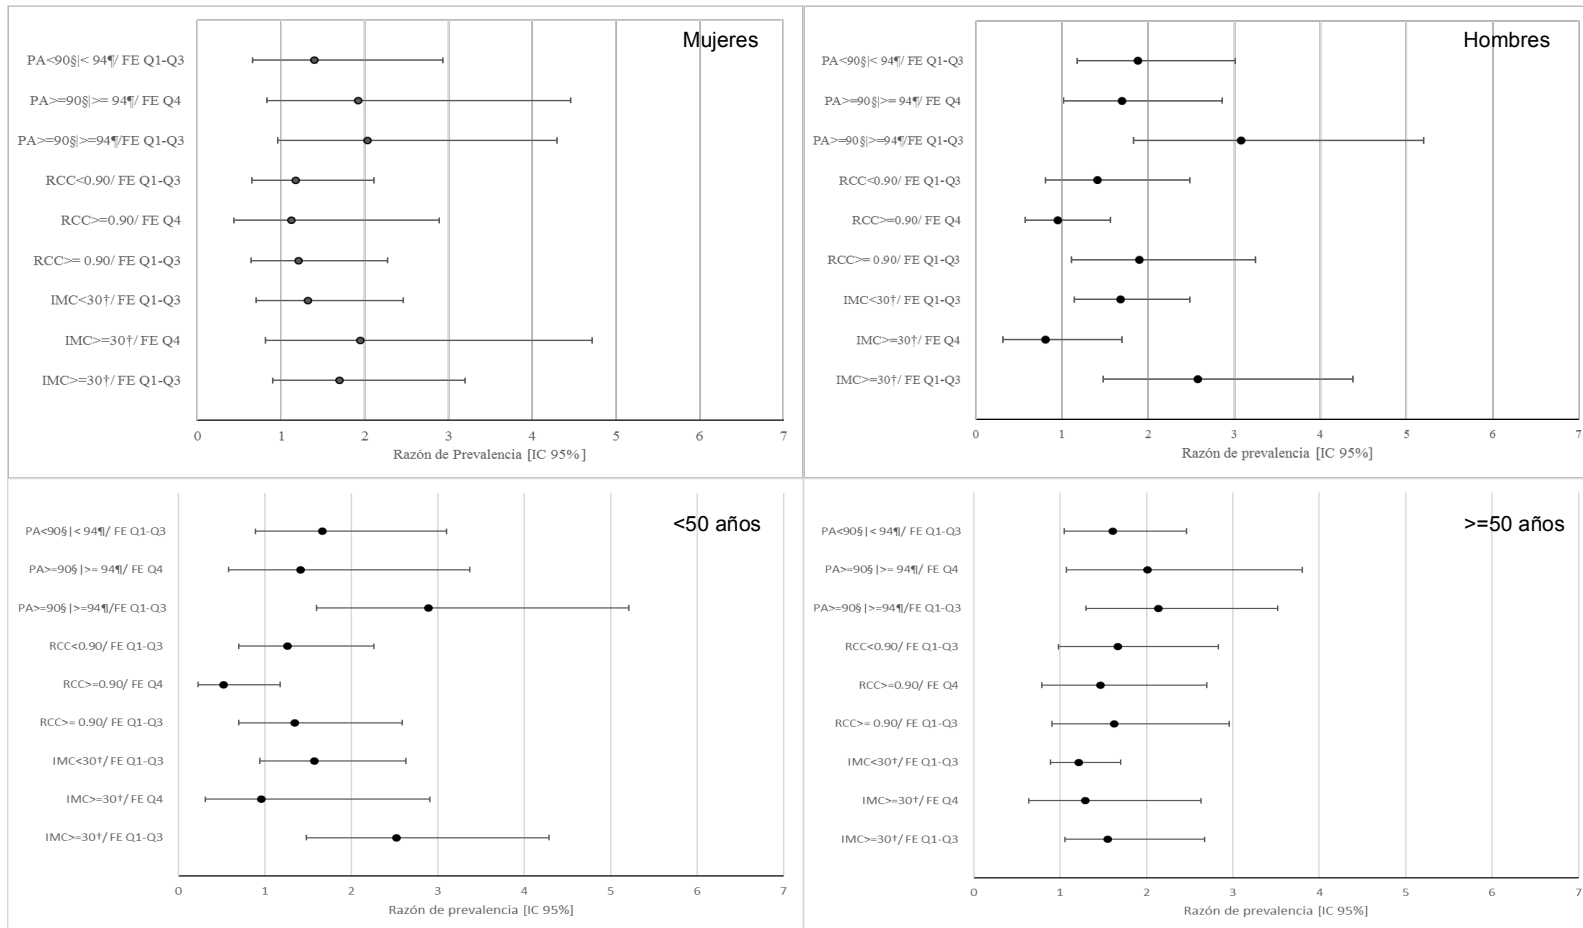 Mujeres
PA<90§|< 94¶/ FE Q1-Q3
PA>=90§|>= 94¶/ FE Q4
PA>=90§|>=94¶/FE Q1-Q3
RCC<0.90/ FE Q1-Q3
RCC>=0.90/ FE Q4
RCC>= 0.90/ FE Q1-Q3
IMC<30†/ FE Q1-Q3
IMC>=30†/ FE Q4
IMC>=30†/ FE Q1-Q3
0 1 2 3 4 5 6 7
Razón de Prevalencia [IC 95%]
Hombres
PA<90§|< 94¶/ FE Q1-Q3
PA>=90§|>= 94¶/ FE Q4
PA>=90§|>=94¶/FE Q1-Q3
RCC<0.90/ FE Q1-Q3
RCC>=0.90/ FE Q4
RCC>= 0.90/ FE Q1-Q3
IMC<30†/ FE Q1-Q3
IMC>=30†/ FE Q4
IMC>=30†/ FE Q1-Q3
0 1 2 3 4 5 6 7
Razón de prevalencia [IC 95%]
<50 años
PA<90§|< 94¶/ FE Q1-Q3
PA>=90§|>= 94¶/ FE Q4
PA>=90§|>=94¶/FE Q1-Q3
RCC<0.90/ FE Q1-Q3
RCC>=0.90/ FE Q4
RCC>= 0.90/ FE Q1-Q3
IMC<30†/ FE Q1-Q3
IMC>=30†/ FE Q4
IMC>=30†/ FE Q1-Q3
0 1 2 3 4 5 6 7
Razón de prevalencia [IC 95%]
>=50 años
PA<90§|< 94¶/ FE Q1-Q3
PA>=90§|>= 94¶/ FE Q4
PA>=90§|>=94¶/FE Q1-Q3
RCC<0.90/ FE Q1-Q3
RCC>=0.90/ FE Q4
RCC>= 0.90/ FE Q1-Q3
IMC<30†/ FE Q1-Q3
IMC>=30†/ FE Q4
IMC>=30†/ FE Q1-Q3
0 1 2 3 4 5 6 7
Razón de prevalencia [IC 95%]